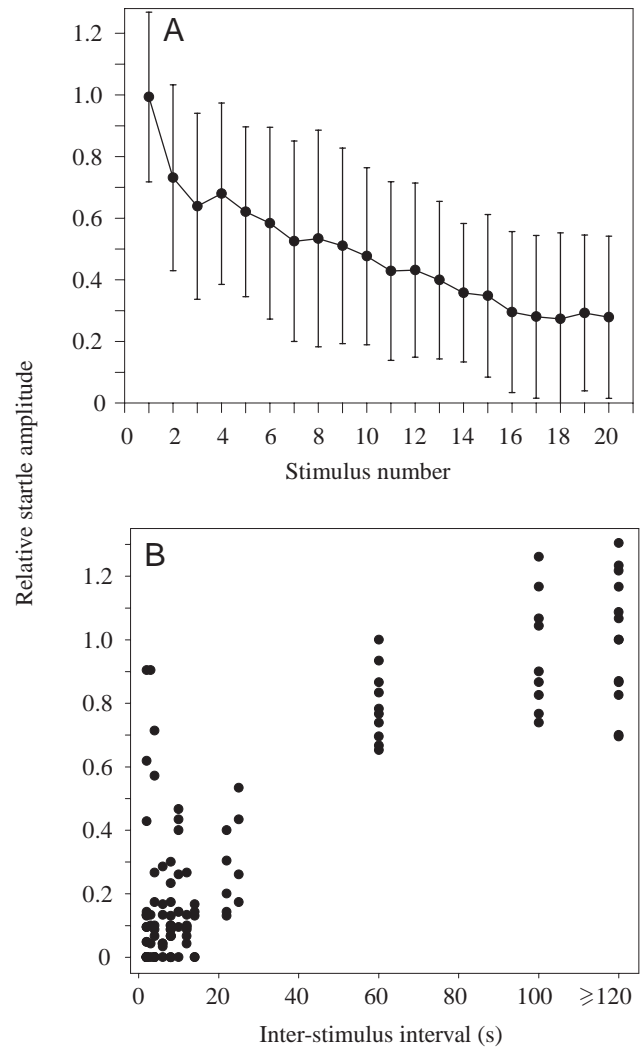 A
1.2
1.0
0.8
0.6
0.4
0.2
0
0 2 4 6 8 10 12 14 16 18 20
Stimulus number
Relative startle amplitude
B
1.2
1.0
0.8
0.6
0.4
0.2
0
0 20 40 60 80 100 ⩾120
Inter-stimulus interval (s)